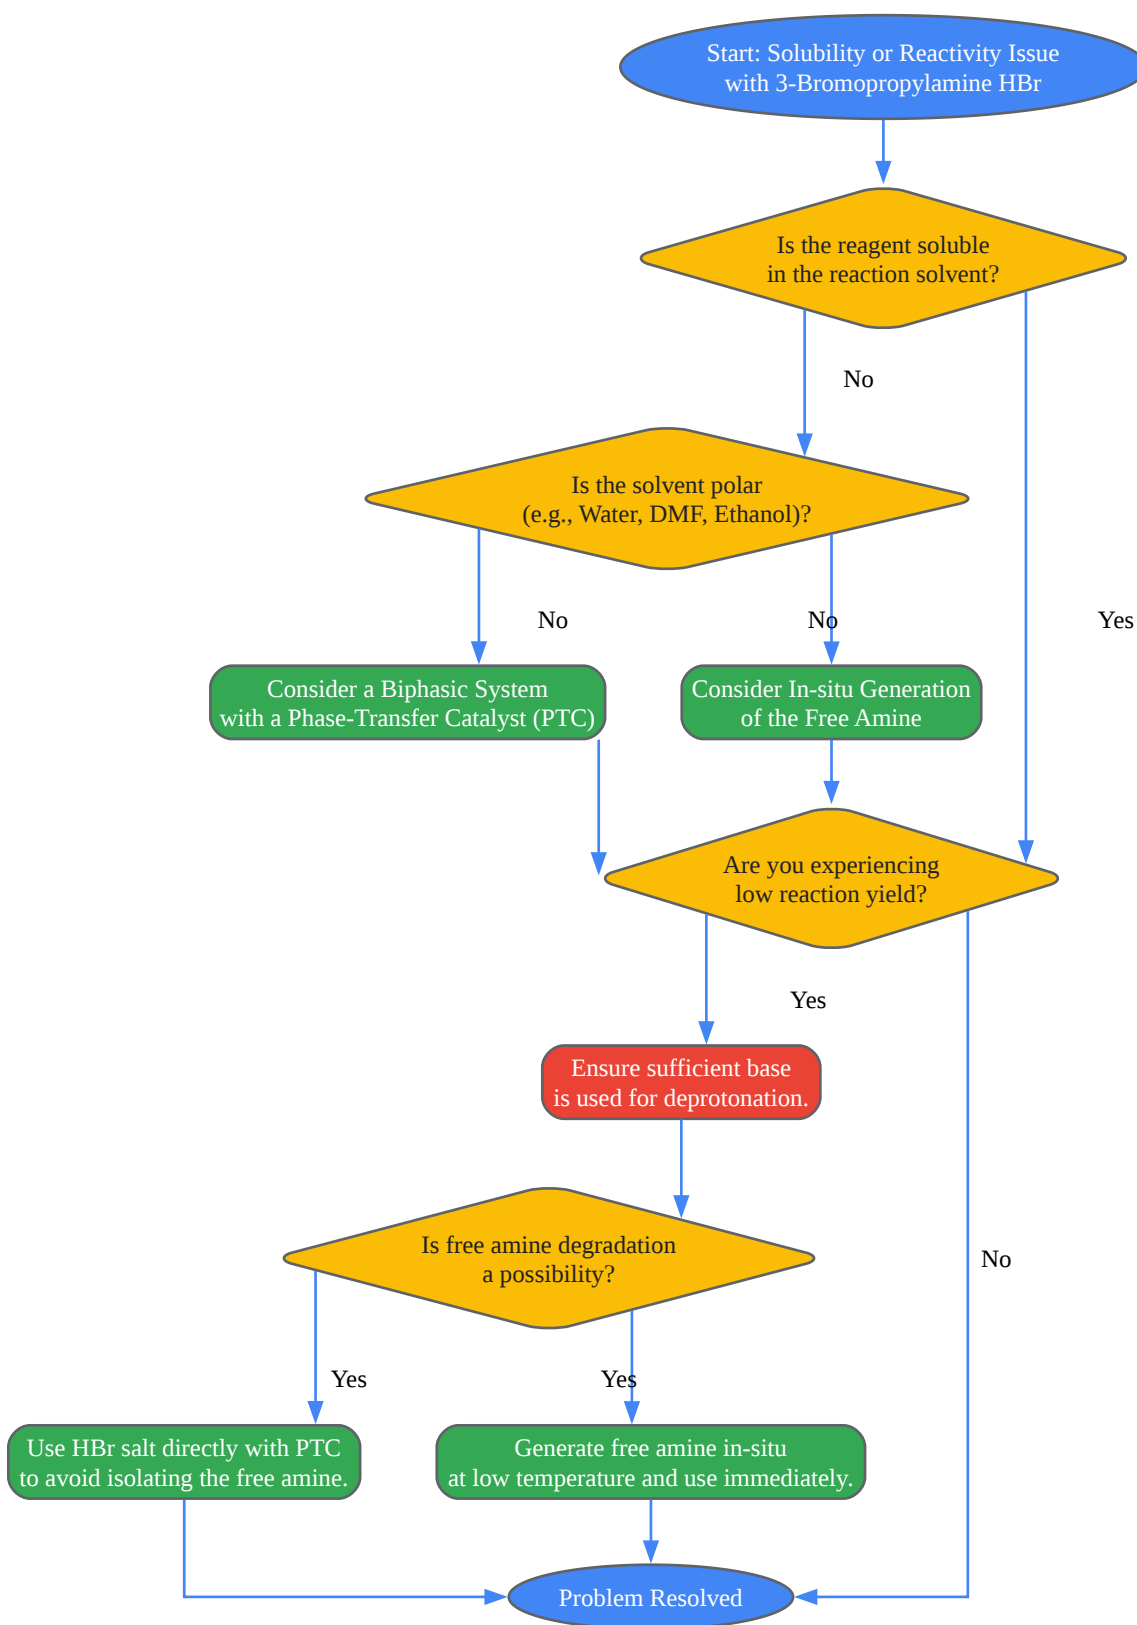 Start: Solubility or Reactivity Issue
with 3-Bromopropylamine HBr
Is the reagent soluble
in the reaction solvent?
No
Is the solvent polar
(e.g., Water, DMF, Ethanol)?
No
No
Yes
Consider a Biphasic System
with a Phase-Transfer Catalyst (PTC)
Consider In-situ Generation
of the Free Amine
Are you experiencing
low reaction yield?
Yes
Ensure sufficient base
is used for deprotonation.
Is free amine degradation
a possibility?
No
Yes
Yes
Use HBr salt directly with PTC
to avoid isolating the free amine.
Generate free amine in-situ
at low temperature and use immediately.
Problem Resolved